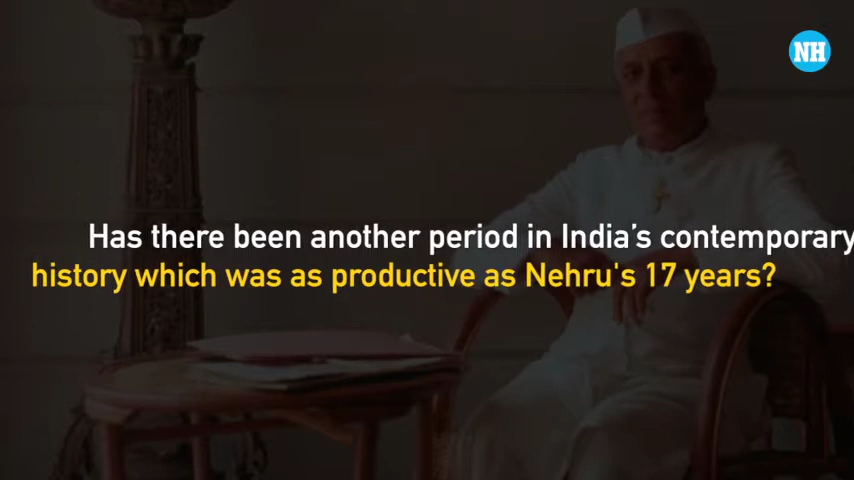 NH
Has there been another period in India’s contemporary
history which was as productive as Nehru's 17 years?